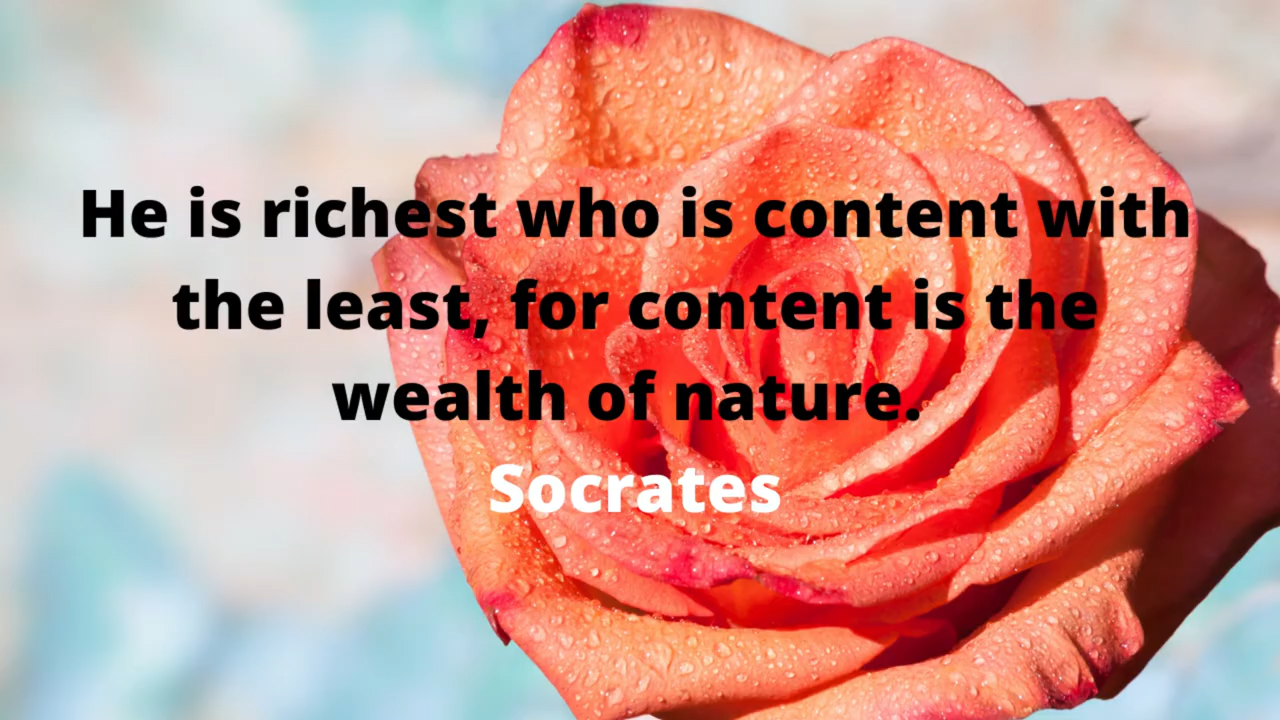 He is richest who is content with
the least, for content is the
wealth of nature.
Socrates